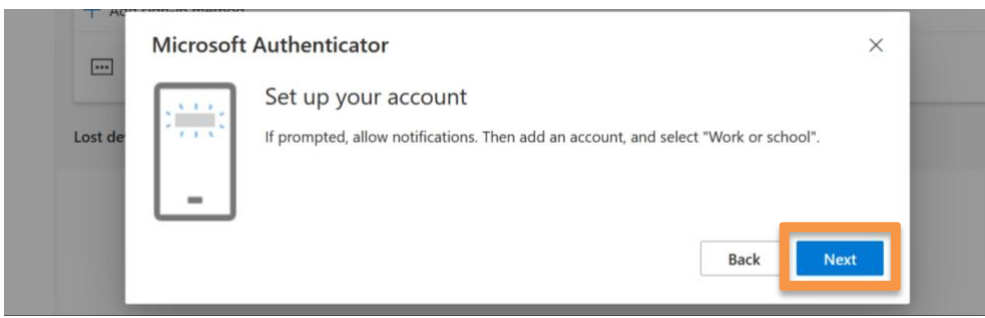 Microsoft Authenticator
Set up your account
If prompted, allow notifications. Then add an account, and select "Work or school".
Lost de
Back
Next